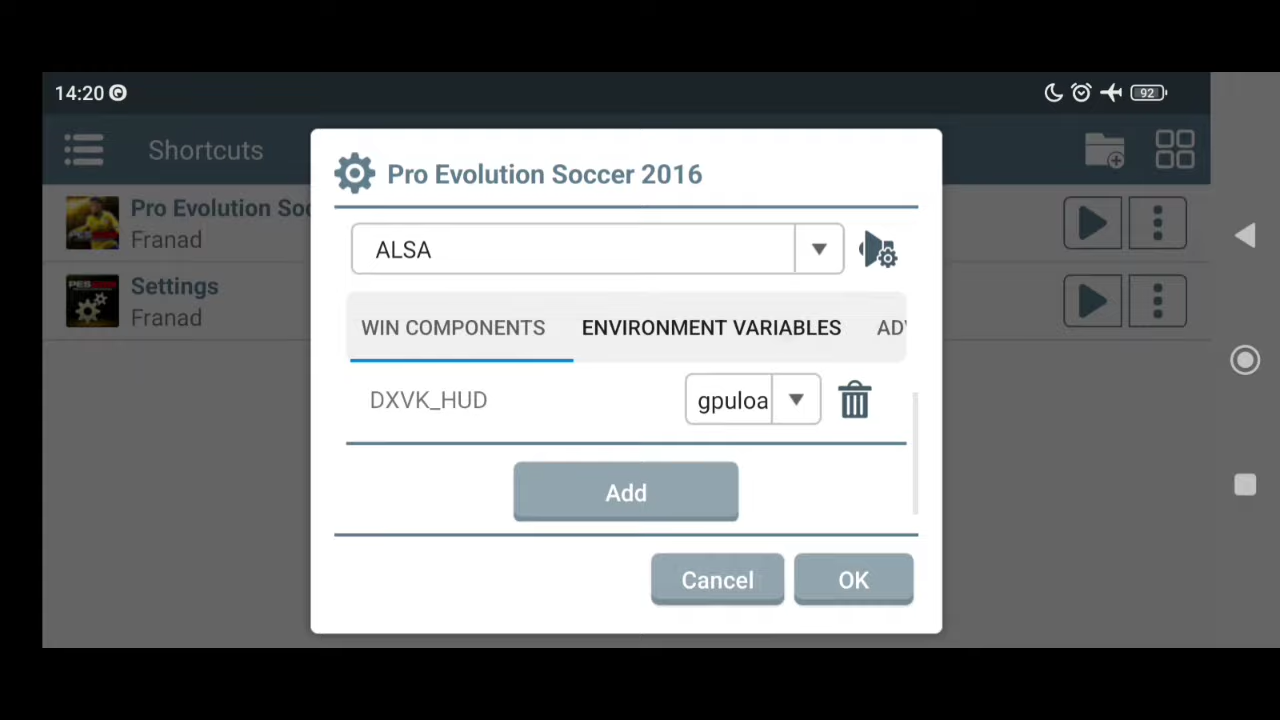 14:20
92
Shortcuts
Pro Evolution Soc
Franad
Settings
Franad
Pro Evolution Soccer 2016
ALSA
WIN COMPONENTS
ENVIRONMENT VARIABLES
AD
DXVK_HUD
gpuloa
Add
Cancel
OK